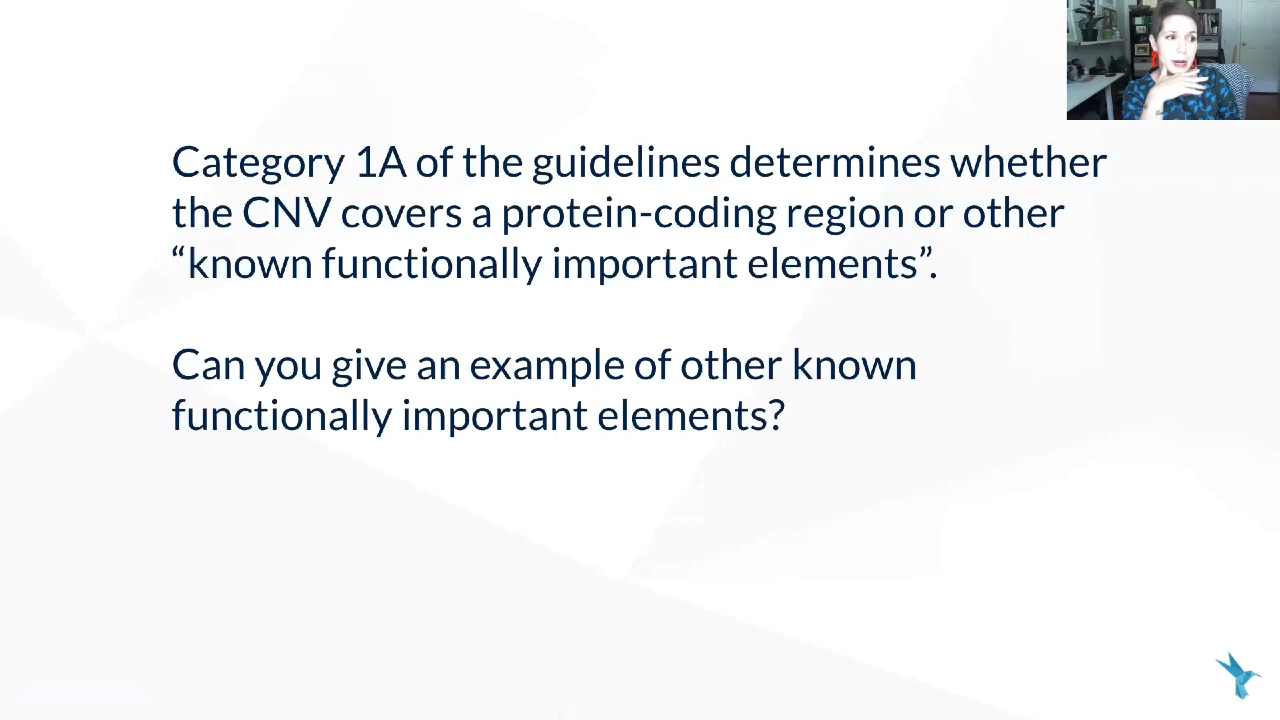 Category 1A of the guidelines determines whether
the CNV covers a protein-coding region or other
“known functionally important elements”.
Can you give an example of other known
functionally important elements?